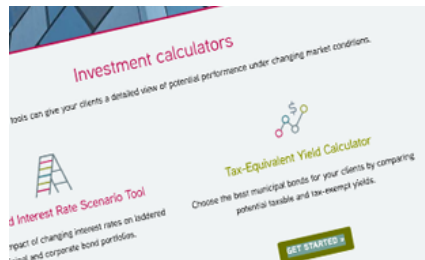 Investment calculators
tools can give your clients a detailed view of potential performance under changing market conditions.
Interest Rate Scenario Tool
of changing interest rates on laddered
and corporate bond portfolios.
Tax-Equivalent Yield Calculator
Choose the best municipal bonds for your clients by comparing
potential taxable and tax-exempt yields.
GET STARTED »